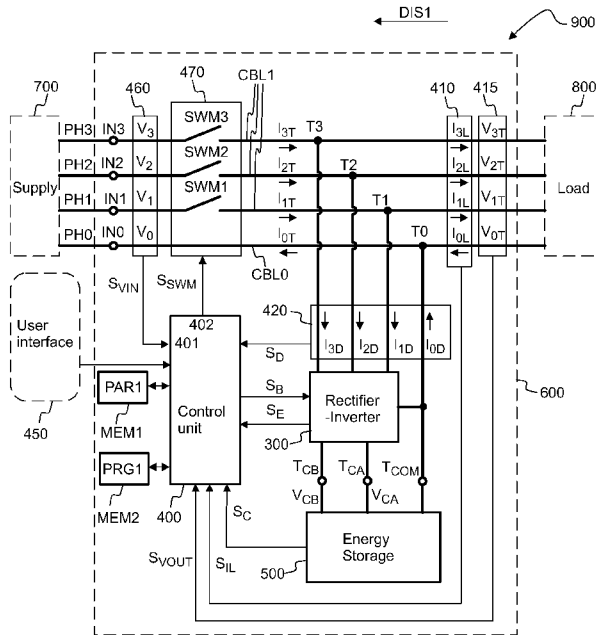 DIS1
900
700
460
470
410
415
800
CBL1
PH3 IN3 V3 SWM3 I3T T3 I3L V3T
PH2 IN2 V2 SWM2 I2T T2 I2L V2T
Supply
Load
PH1 IN1 V1 SWM1 I1T T1 I1L V1T
PH0 IN0 V0 I0T T0 I0L V0T
CBL0
SVIN
SSWM
User interface
450
420
I3D I2D I1D I0D
402
401
SD
PAR1
MEM1
Control unit
SB
SE
Rectifier -Inverter
300
600
PRG1
MEM2
400
TCB TCA TCOM
VCB VCA
SC
Energy Storage
500
SVOUT
SIL